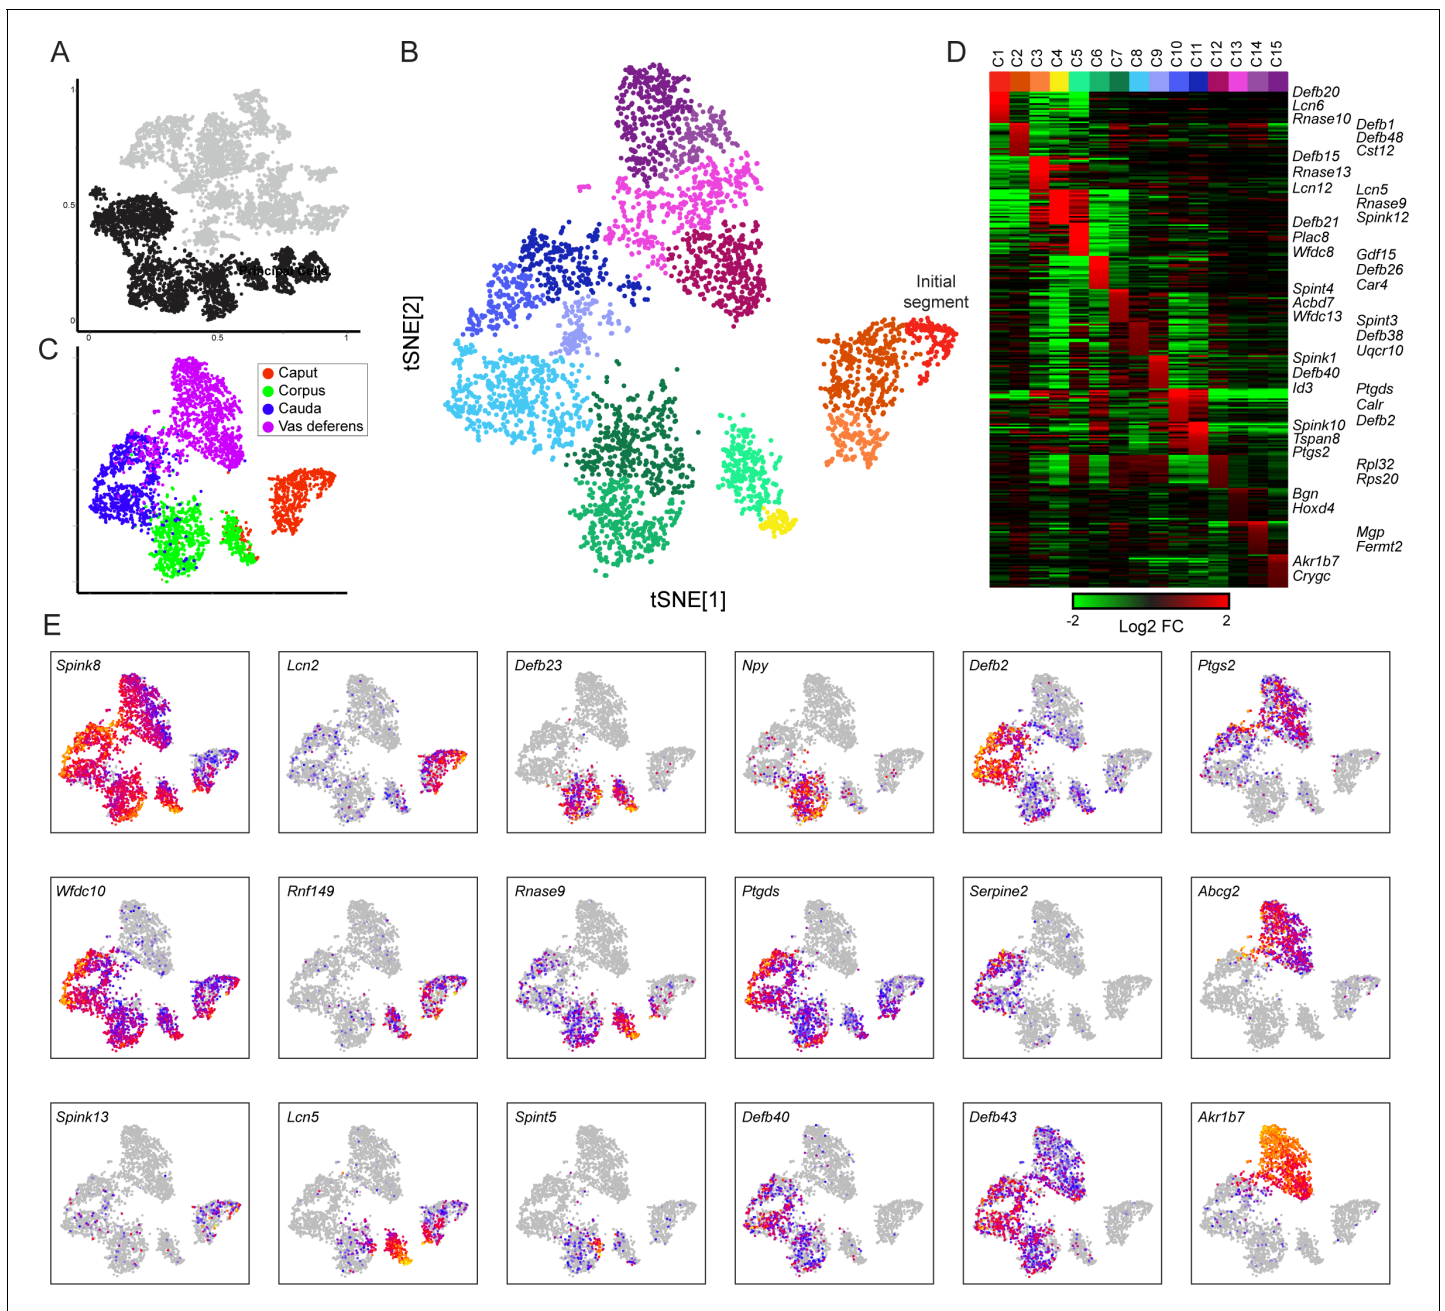 A
1
0.5
0
0
0.5
1
Principal Cells
B
tSNE[2]
tSNE[1]
Initial
segment
C
Caput
Corpus
Cauda
Vas deferens
D
C1
C2
C3
C4
C5
C6
C7
C8
C9
C10
C11
C12
C13
C14
C15
Defb20
Lcn6
Rnase10
Defb1
Defb48
Cst12
Defb15
Rnase13
Lcn12
Lcn5
Rnase9
Spink12
Defb21
Plac8
Wfdc8
Gdf15
Defb26
Car4
Spint4
Acbd7
Wfdc13
Spint3
Defb38
Uqcr10
Spink1
Defb40
Id3
Ptgds
Calr
Defb2
Spink10
Tspan8
Ptgs2
Rpl32
Rps20
Bgn
Hoxd4
Mgp
Fermt2
Akr1b7
Crygc
-2
2
Log2 FC
E
Spink8
Lcn2
Defb23
Npy
Defb2
Ptgs2
Wfdc10
Rnf149
Rnase9
Ptgds
Serpine2
Abcg2
Spink13
Lcn5
Spint5
Defb40
Defb43
Akr1b7